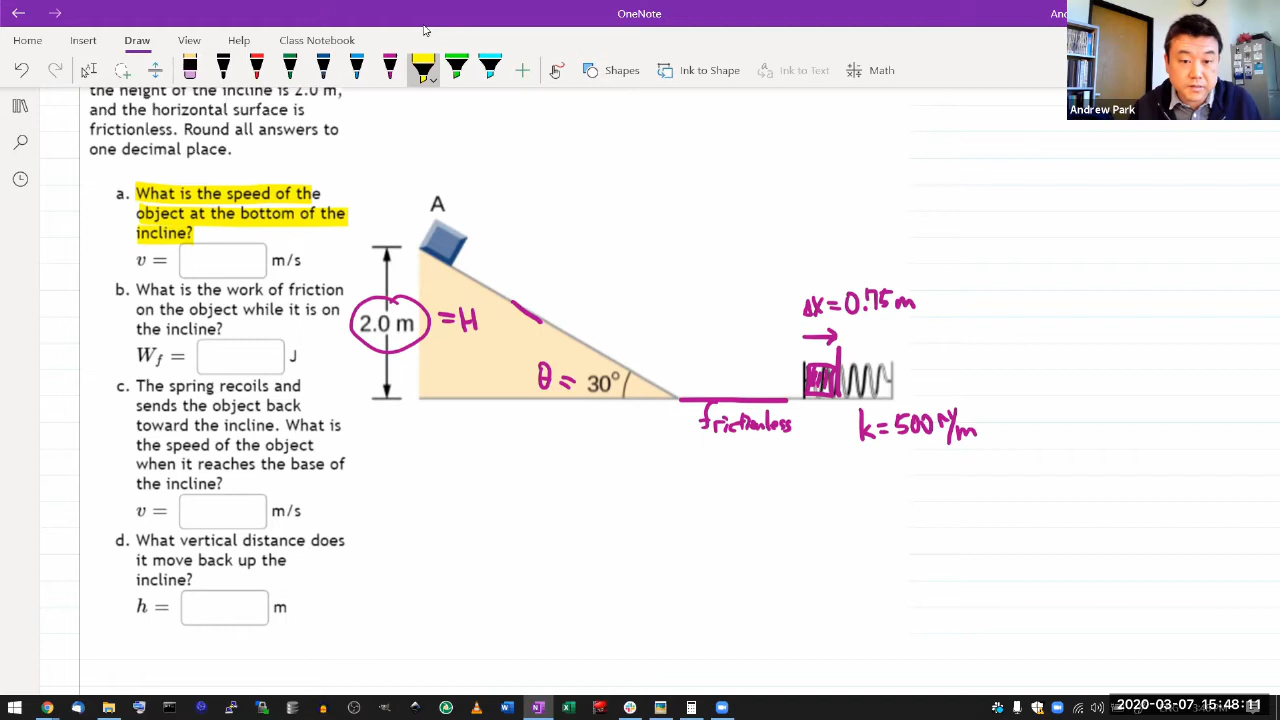 OneNote
Home
Insert
Draw
View
Help
Class Notebook
Shapes
Ink to Shape
Ink to Text
Math
Andrew Park
the height of the incline is 2.0 m,
and the horizontal surface is
frictionless. Round all answers to
one decimal place.
a. What is the speed of the
object at the bottom of the
incline?
v = m/s
b. What is the work of friction
on the object while it is on
the incline?
Wf = J
c. The spring recoils and
sends the object back
toward the incline. What is
the speed of the object
when it reaches the base of
the incline?
v = m/s
d. What vertical distance does
it move back up the
incline?
h = m
A
2.0 m = H
θ = 30°
frictionless
Δx = 0.75 m
k = 500 N/m
2020-03-07 15:48:11